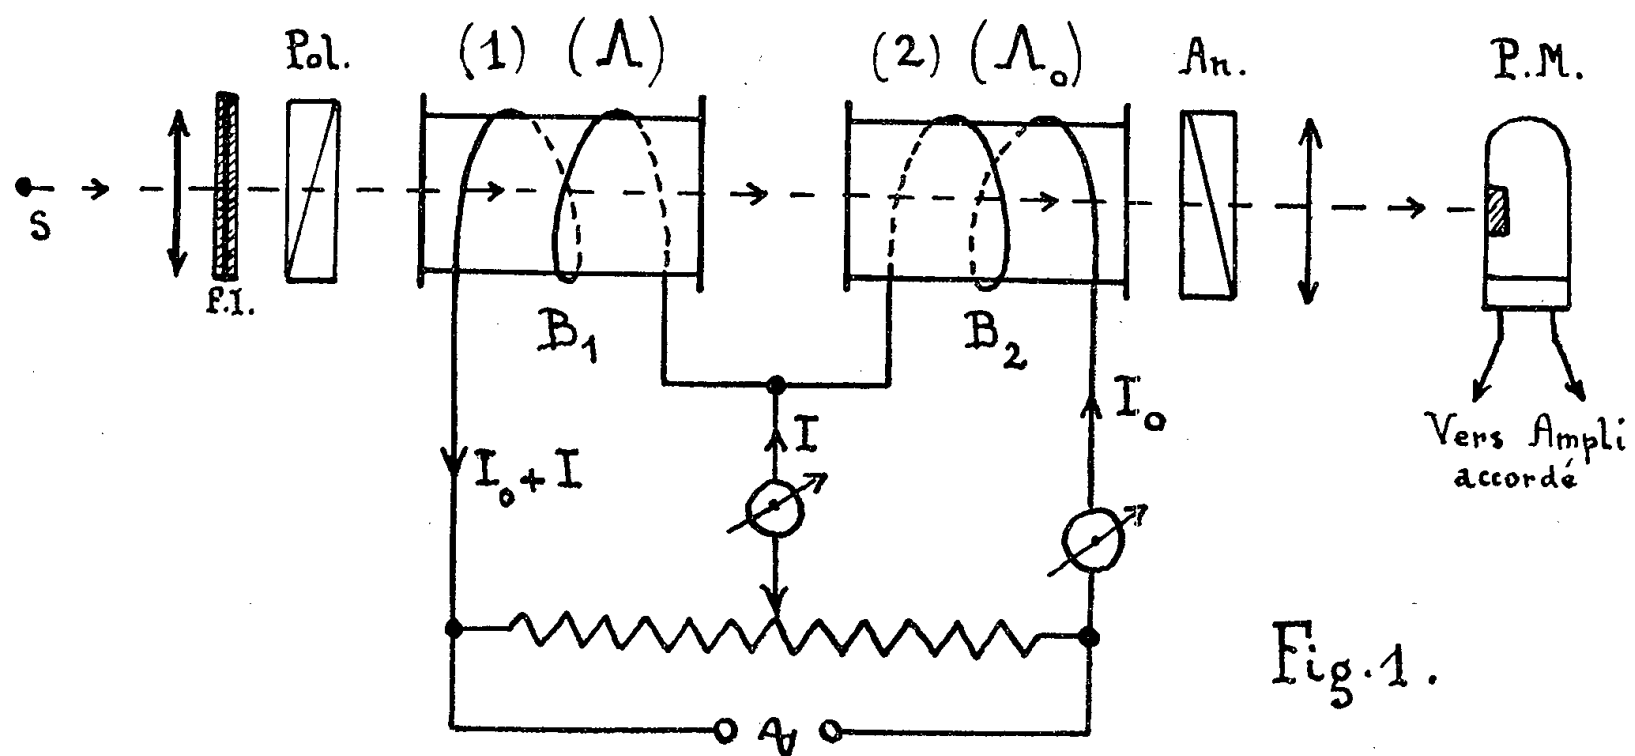 Pol.
(1) (Λ)
(2) (Λ₀)
An.
P.M.
S
F.I.
B₁
B₂
I₀ + I
I
I₀
Vers Ampli
accordé
Fig. 1.